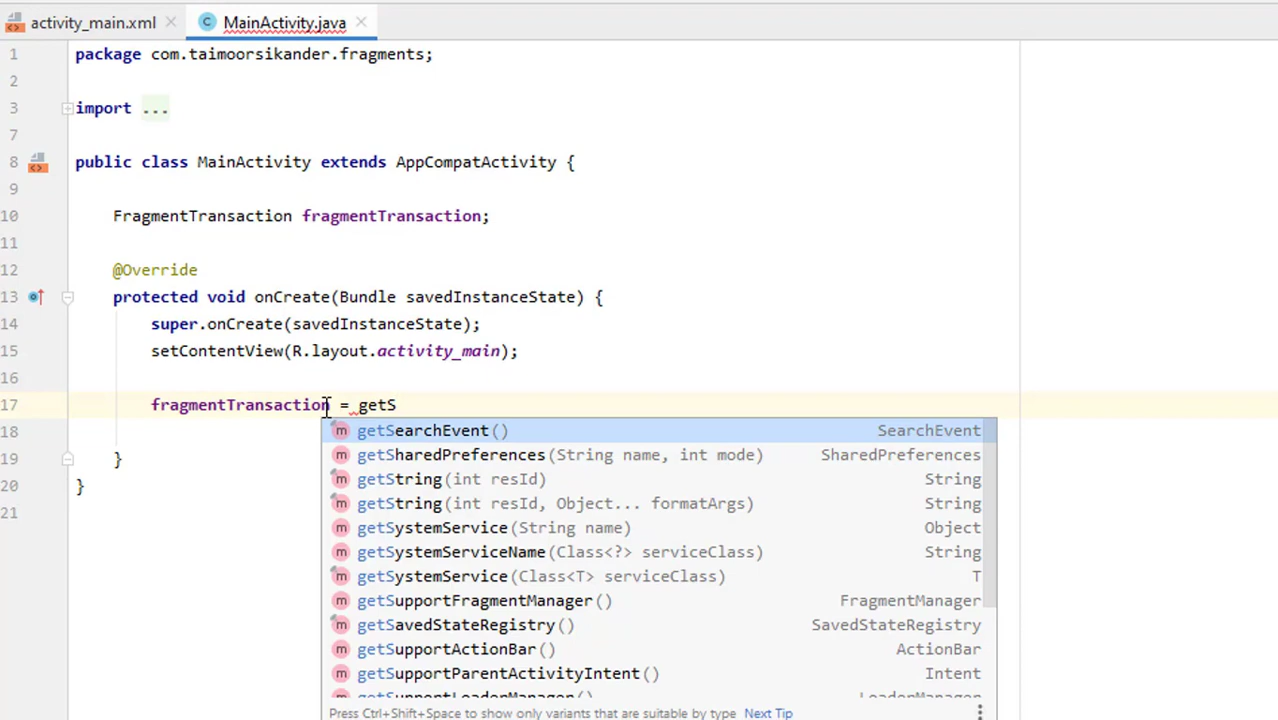 activity_main.xml MainActivity.java
1 package com.taimoorsikander.fragments;
2
3 import ...
7
8 public class MainActivity extends AppCompatActivity {
9
10 FragmentTransaction fragmentTransaction;
11
12 @Override
13 protected void onCreate(Bundle savedInstanceState) {
14 super.onCreate(savedInstanceState);
15 setContentView(R.layout.activity_main);
16
17 fragmentTransaction = getS
18 m getSearchEvent() SearchEvent
m getSharedPreferences(String name, int mode) SharedPreferences
19 }
m getString(int resId) String
20 }
m getString(int resId, Object... formatArgs) String
21
m getSystemService(String name) Object
m getSystemServiceName(Class<?> serviceClass) String
m getSystemService(Class<T> serviceClass) T
m getSupportFragmentManager() FragmentManager
m getSavedStateRegistry() SavedStateRegistry
m getSupportActionBar() ActionBar
m getSupportParentActivityIntent() Intent
m getSupportLoaderManager() LoaderManager
Press Ctrl+Shift+Space to show only variants that are suitable by type Next Tip